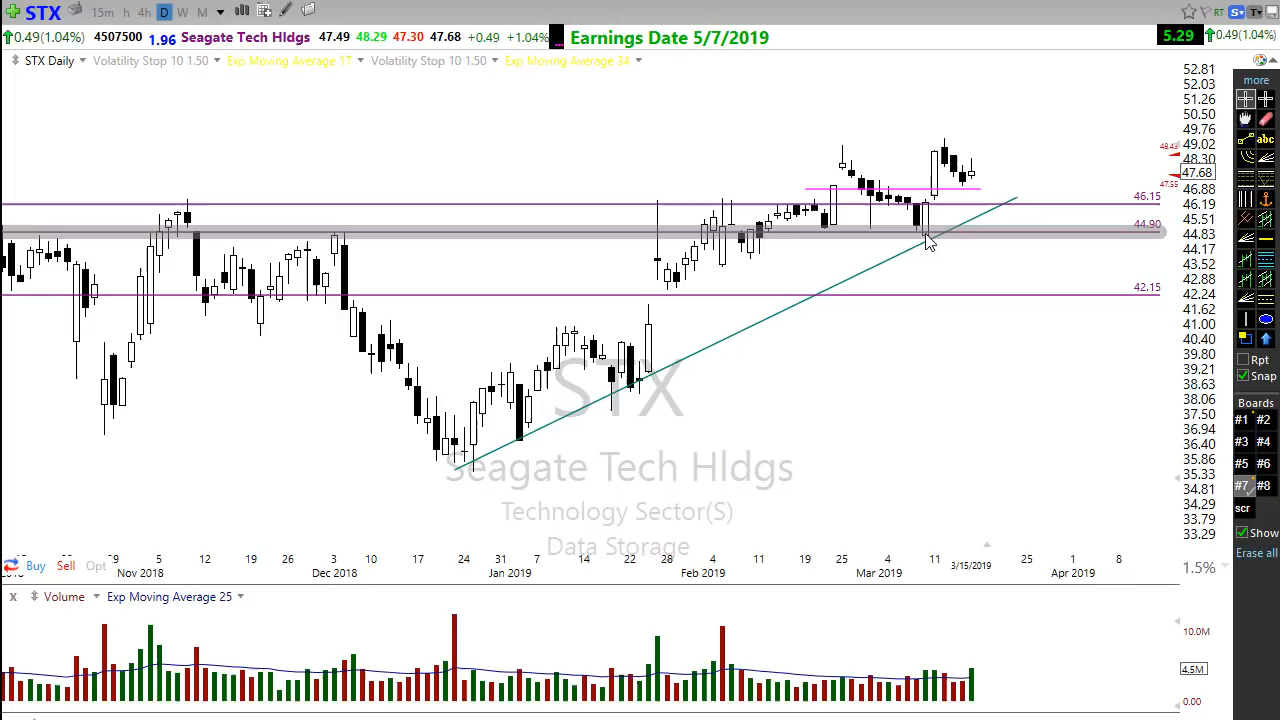 STX 15m h 4h D W M RT S T
0.49(1.04%) 4507500 1.96 Seagate Tech Hldgs 47.49 48.29 47.30 47.68 +0.49 +1.04% Earnings Date 5/7/2019 5.29 0.49(1.04%)
STX Daily Volatility Stop 10 1.50 Exp Moving Average 17 Volatility Stop 10 1.50 Exp Moving Average 34
52.81
52.03
51.26
50.50
49.76
49.02
48.43
48.30
47.68
47.55
46.88
46.15
46.19
45.51
44.90
44.83
44.17
43.52
42.88
42.15
42.24
41.62
41.00
40.40
39.80
39.21
38.63
38.06
37.50
36.94
36.40
35.86
35.33
34.81
34.29
33.79
33.29
STX
Seagate Tech Hldgs
Technology Sector(S)
Data Storage
more
abc
Rpt
Snap
Boards
#1 #2
#3 #4
#5 #6
#7 #8
scr
Show
Erase all
29 5 12 19 26 3 10 17 24 31 7 14 22 28 4 11 19 25 4 11 3/15/2019 25 1 8
Buy Sell Opt
Nov 2018 Dec 2018 Jan 2019 Feb 2019 Mar 2019 Apr 2019
1.5%
x Volume Exp Moving Average 25
10.0M
4.5M
0.00